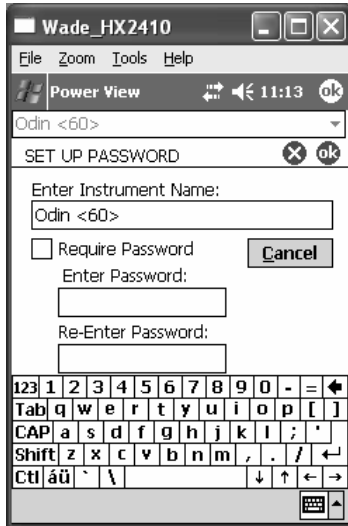 Wade_HX2410
File Zoom Tools Help
Power View 11:13 ok
Odin <60>
SET UP PASSWORD ok
Enter Instrument Name:
Odin <60>
Require Password Cancel
Enter Password:
Re-Enter Password:
123 1 2 3 4 5 6 7 8 9 0 - =
Tab q w e r t y u i o p [ ]
CAP a s d f g h j k l ; '
Shift z x c v b n m , . /
Ctl áü ` \